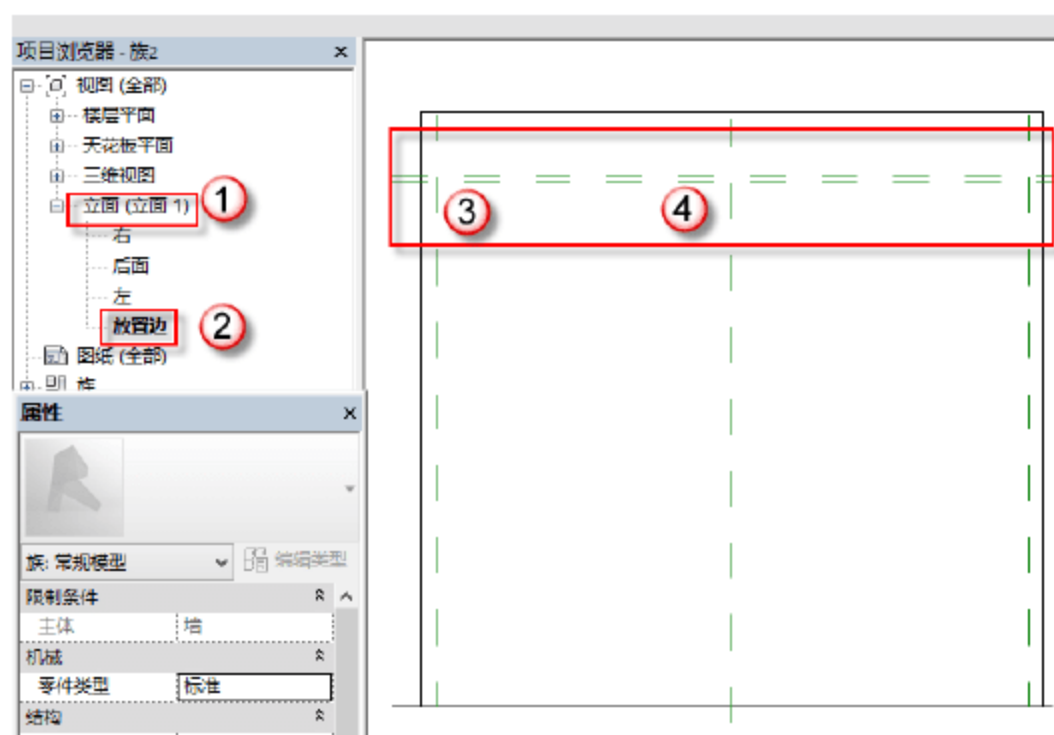 项目浏览器 - 族2
视图 (全部)
楼层平面
天花板平面
三维视图
立面 (立面 1)
1
右
后面
左
放置边
2
图纸 (全部)
族
3
4
属性
族: 常规模型
编辑类型
限制条件
主体 墙
机械
零件类型 标准
结构